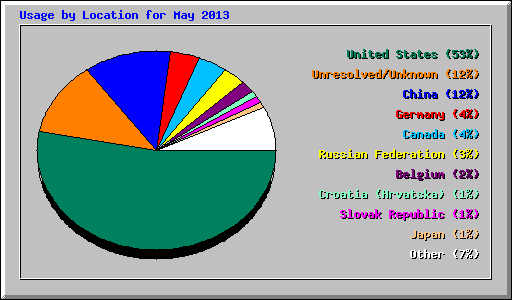 Usage by Location for May 2013
United States (53%)
Unresolved/Unknown (12%)
China (12%)
Germany (4%)
Canada (4%)
Russian Federation (3%)
Belgium (2%)
Croatia (Hrvatska) (1%)
Slovak Republic (1%)
Japan (1%)
Other (7%)